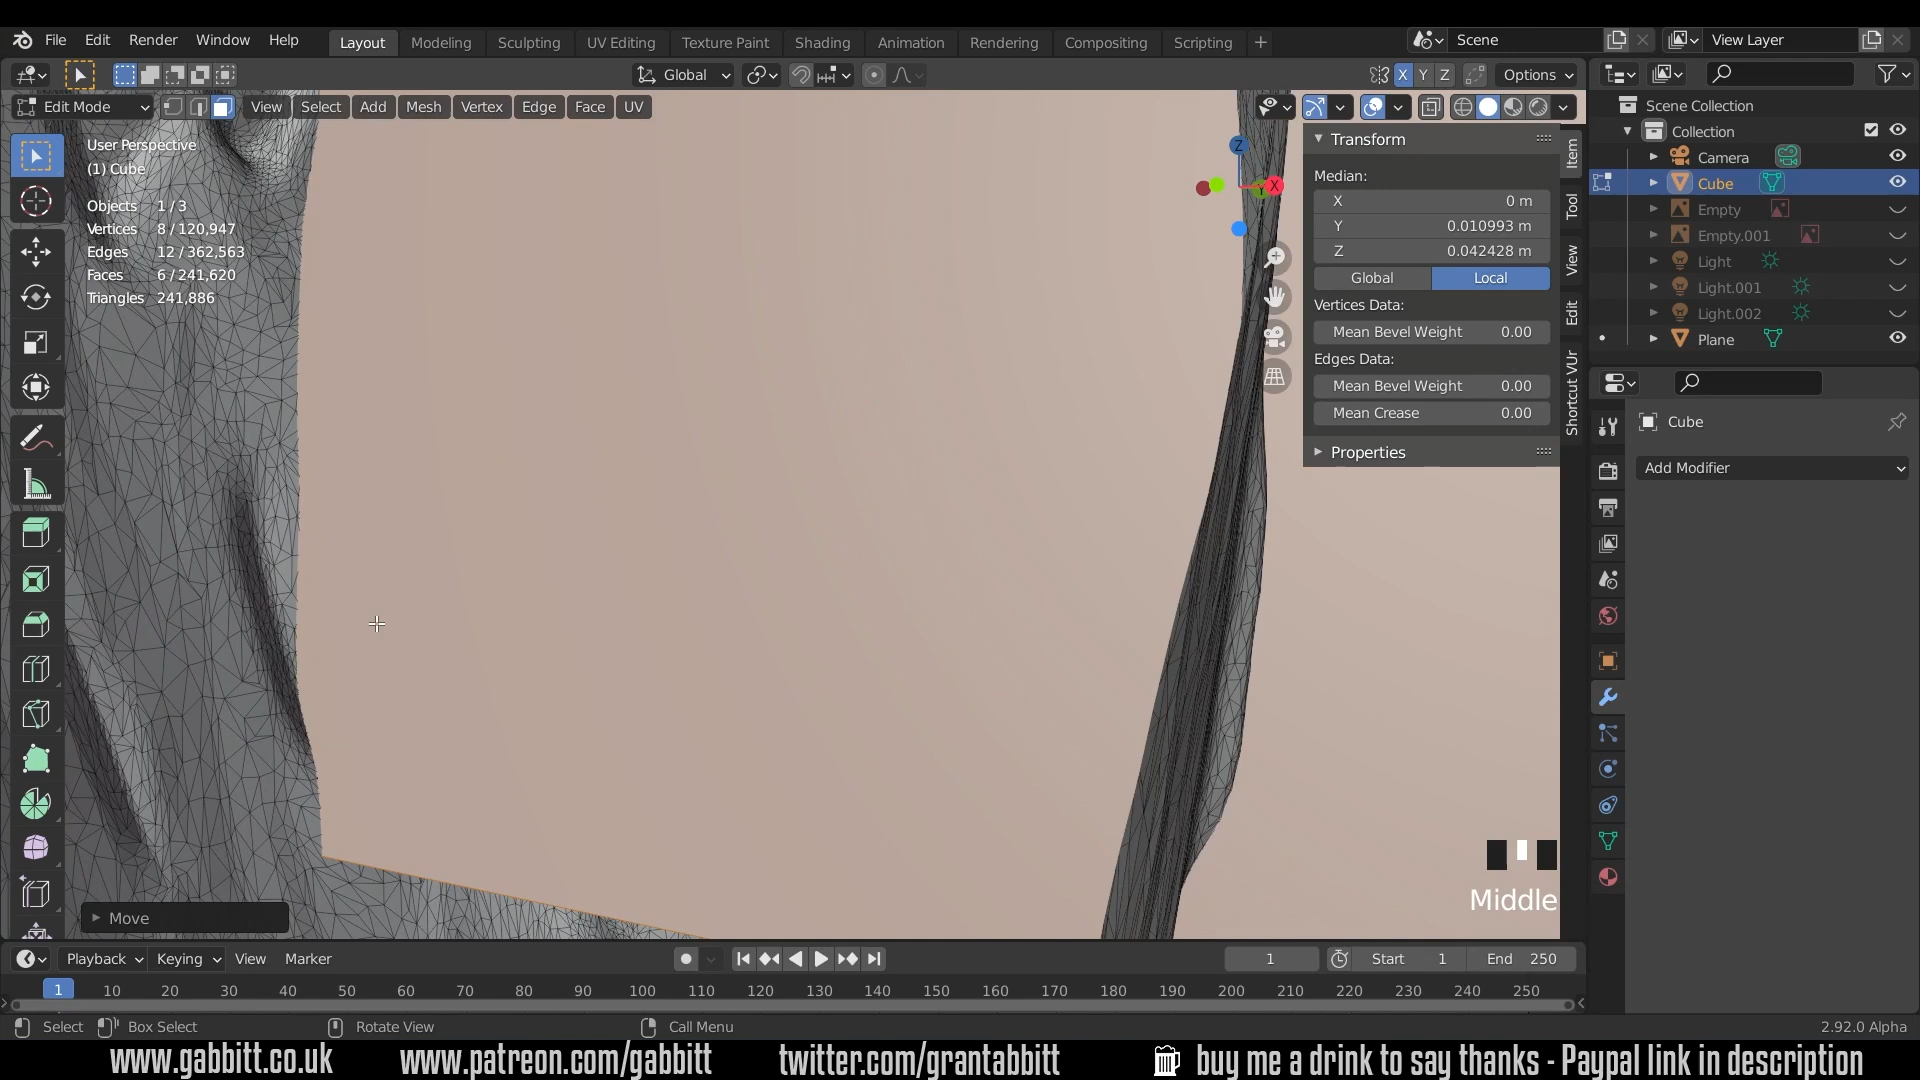 File Edit Render Window Help Layout Modeling Sculpting UV Editing Texture Paint Shading Animation Rendering Compositing Scripting Scene View Layer
Global X Y Z Options
Edit Mode View Select Add Mesh Vertex Edge Face UV
User Perspective
(1) Cube
Objects 1 / 3
Vertices 8 / 120,947
Edges 12 / 362,563
Faces 6 / 241,620
Triangles 241,886
Z
X
Transform
Median:
X 0 m
Y 0.010993 m
Z 0.042428 m
Global Local
Vertices Data:
Mean Bevel Weight 0.00
Edges Data:
Mean Bevel Weight 0.00
Mean Crease 0.00
Properties
Item
Tool
View
Edit
Shortcut VUr
Scene Collection
Collection
Camera
Cube
Empty
Empty.001
Light
Light.001
Light.002
Plane
Cube
Add Modifier
Middle
Move
Playback Keying View Marker 1 Start 1 End 250
1 10 20 30 40 50 60 70 80 90 100 110 120 130 140 150 160 170 180 190 200 210 220 230 240 250
Select Box Select Rotate View Call Menu 2.92.0 Alpha
www.gabbitt.co.uk www.patreon.com/gabbitt twitter.com/grantabbitt buy me a drink to say thanks - Paypal link in description